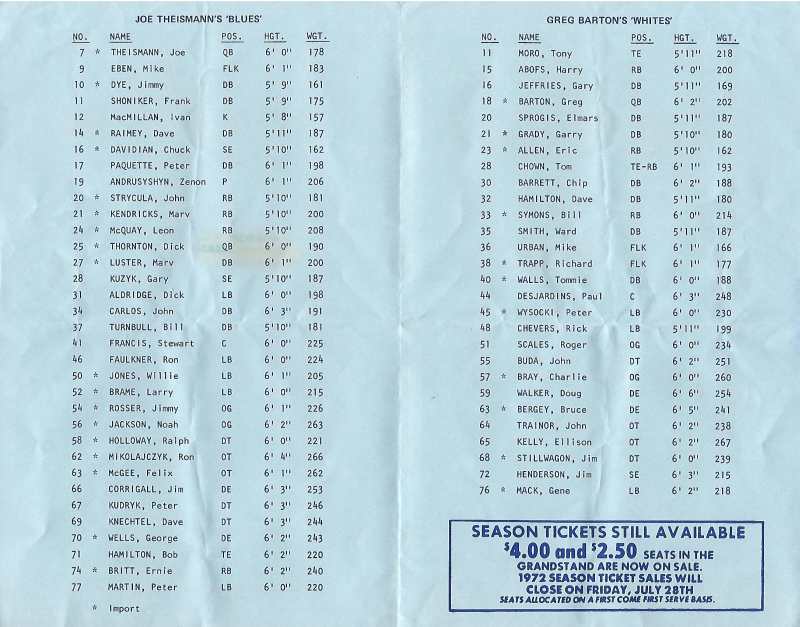 JOE THEISMANN'S 'BLUES'
NO. NAME POS. HGT. WGT.
7 * THEISMANN, Joe QB 6' 0" 178
9 EBEN, Mike FLK 6' 1" 183
10 * DYE, Jimmy DB 5' 9" 161
11 SHONIKER, Frank DB 5' 9" 175
12 MacMILLAN, Ivan K 5' 8" 157
14 * RAIMEY, Dave DB 5'11" 187
16 * DAVIDIAN, Chuck SE 5'10" 162
17 PAQUETTE, Peter DB 6' 1" 198
19 ANDRUSYSHYN, Zenon P 6' 1" 206
20 * STRYCULA, John RB 5'10" 181
21 * KENDRICKS, Marv RB 5'10" 200
24 * McQUAY, Leon RB 5'10" 208
25 * THORNTON, Dick QB 6' 0" 190
27 * LUSTER, Marv DB 6' 1" 200
28 KUZYK, Gary SE 5'10" 187
31 ALDRIDGE, Dick LB 6' 0" 198
34 CARLOS, John DB 6' 3" 191
37 TURNBULL, Bill DB 5'10" 181
41 FRANCIS, Stewart C 6' 0" 225
46 FAULKNER, Ron LB 6' 0" 224
50 * JONES, Willie LB 6' 1" 205
52 * BRAME, Larry LB 6' 0" 215
54 * ROSSER, Jimmy OG 6' 1" 226
56 * JACKSON, Noah OG 6' 2" 263
58 * HOLLOWAY, Ralph DT 6' 0" 221
62 * MIKOLAJCZYK, Ron OT 6' 4" 266
63 * McGEE, Felix OT 6' 1" 262
66 CORRIGALL, Jim DE 6' 3" 253
67 KUDRYK, Peter DT 6' 3" 246
69 KNECHTEL, Dave DT 6' 3" 244
70 * WELLS, George DE 6' 2" 243
71 HAMILTON, Bob TE 6' 2" 220
74 * BRITT, Ernie RB 6' 2" 240
77 MARTIN, Peter LB 6' 0" 220
* Import
GREG BARTON'S 'WHITES'
NO. NAME POS. HGT. WGT.
11 MORO, Tony TE 5'11" 218
15 ABOFS, Harry RB 6' 0" 200
16 JEFFRIES, Gary DB 5'11" 169
18 * BARTON, Greg QB 6' 2" 202
20 SPROGIS, Elmars DB 5'11" 187
21 * GRADY, Garry DB 5'10" 180
23 * ALLEN, Eric RB 5'10" 162
28 CHOWN, Tom TE-RB 6' 1" 193
30 BARRETT, Chip DB 6' 2" 188
32 HAMILTON, Dave DB 5'11" 180
33 * SYMONS, Bill RB 6' 0" 214
35 SMITH, Ward DB 5'11" 187
36 URBAN, Mike FLK 6' 1" 166
38 * TRAPP, Richard FLK 6' 1" 177
40 * WALLS, Tommie DB 6' 0" 188
44 DESJARDINS, Paul C 6' 3" 248
45 * WYSOCKI, Peter LB 6' 0" 230
48 CHEVERS, Rick LB 5'11" 199
51 SCALES, Roger OG 6' 0" 234
55 BUDA, John DT 6' 2" 251
57 * BRAY, Charlie OG 6' 0" 260
59 WALKER, Doug DE 6' 6" 254
63 * BERGEY, Bruce DE 6' 5" 241
64 TRAINOR, John OT 6' 2" 238
65 KELLY, Ellison OT 6' 2" 267
68 * STILLWAGON, Jim DT 6' 0" 239
72 HENDERSON, Jim SE 6' 3" 215
76 * MACK, Gene LB 6' 2" 218
SEASON TICKETS STILL AVAILABLE
$4.00 and $2.50 SEATS IN THE
GRANDSTAND ARE NOW ON SALE.
1972 SEASON TICKET SALES WILL
CLOSE ON FRIDAY, JULY 28TH
SEATS ALLOCATED ON A FIRST COME FIRST SERVE BASIS.